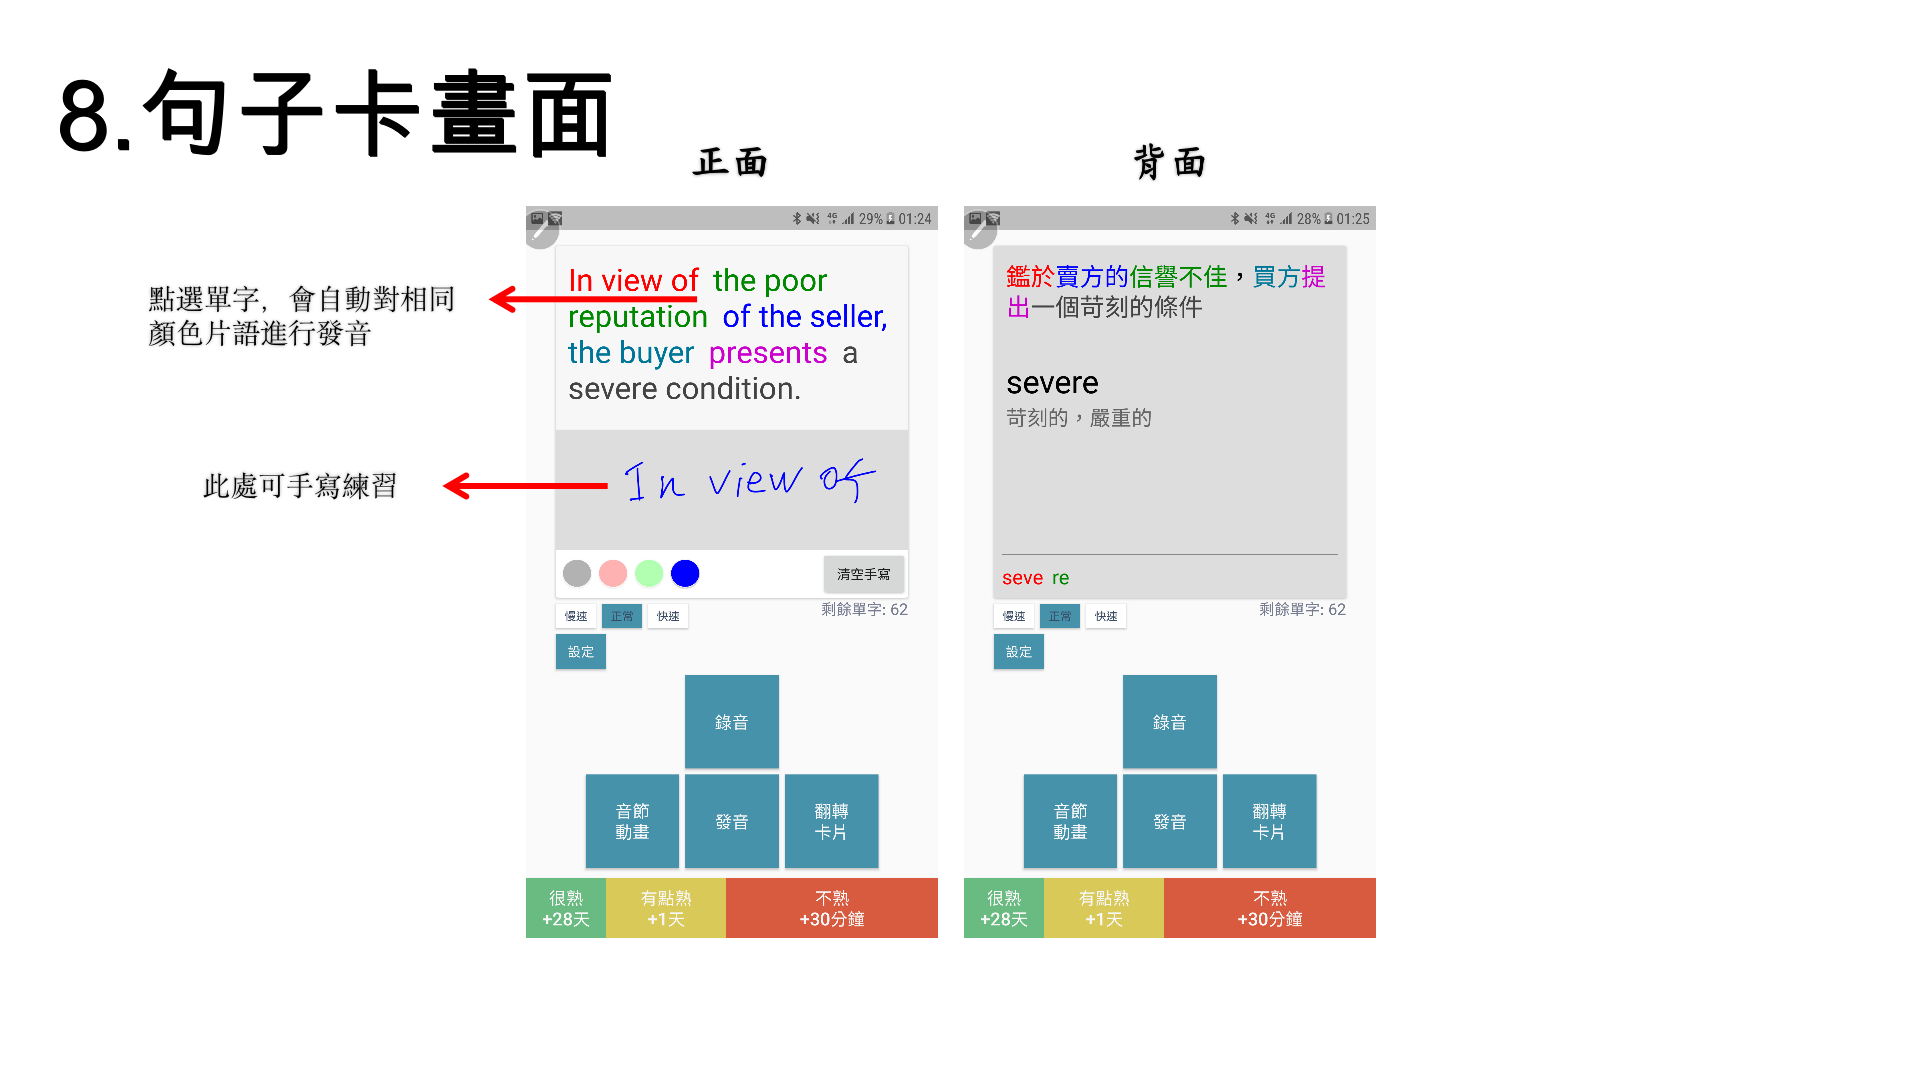 8.句子卡畫面
正面
背面
點選單字，會自動對相同
顏色片語進行發音
此處可手寫練習
4G 29% 01:24
In view of the poor
reputation of the seller,
the buyer presents a
severe condition.
In view of
清空手寫
慢速 正常 快速
剩餘單字: 62
設定
錄音
音節
動畫
發音
翻轉
卡片
很熟
+28天
有點熟
+1天
不熟
+30分鐘
4G 28% 01:25
鑑於賣方的信譽不佳，買方提
出一個苛刻的條件
severe
苛刻的，嚴重的
seve re
慢速 正常 快速
剩餘單字: 62
設定
錄音
音節
動畫
發音
翻轉
卡片
很熟
+28天
有點熟
+1天
不熟
+30分鐘